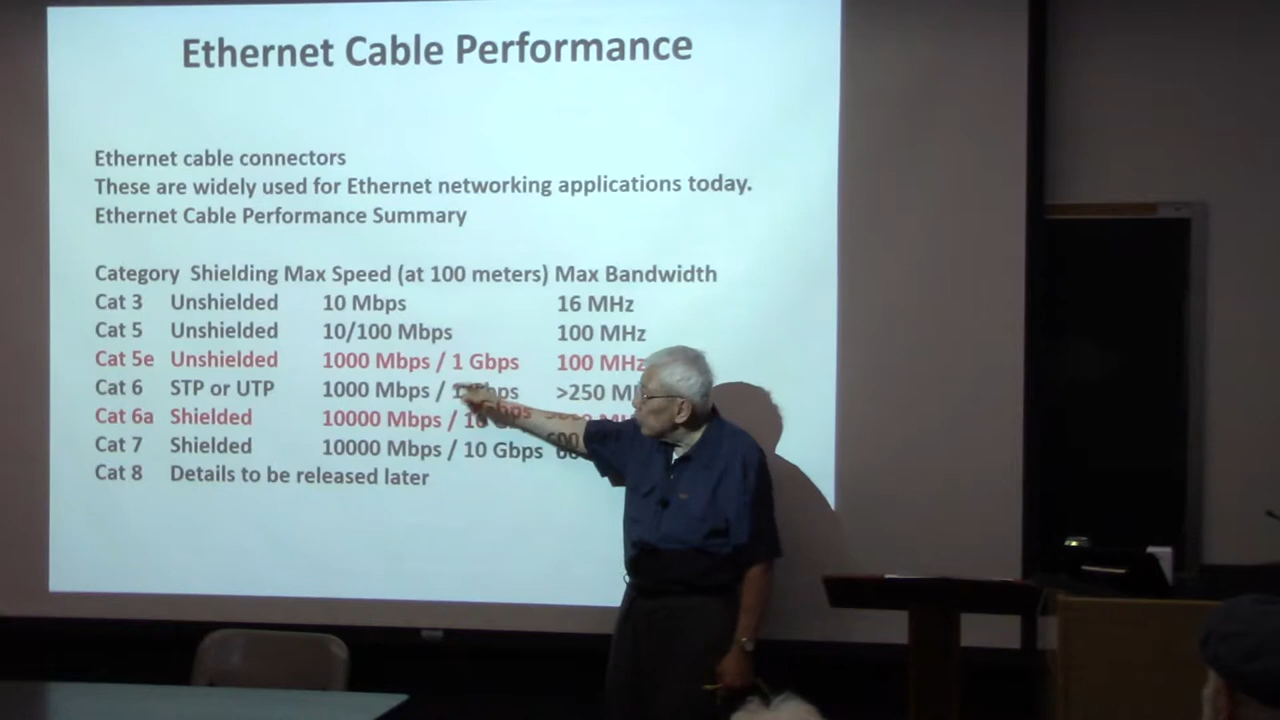 Ethernet Cable Performance
Ethernet cable connectors
These are widely used for Ethernet networking applications today.
Ethernet Cable Performance Summary
Category Shielding Max Speed (at 100 meters) Max Bandwidth
Cat 3 Unshielded 10 Mbps 16 MHz
Cat 5 Unshielded 10/100 Mbps 100 MHz
Cat 5e Unshielded 1000 Mbps / 1 Gbps 100 MHz
Cat 6 STP or UTP 1000 Mbps / >250
Cat 6a Shielded 10000 Mbps /
Cat 7 Shielded 10000 Mbps / 10 Gbps
Cat 8 Details to be released later